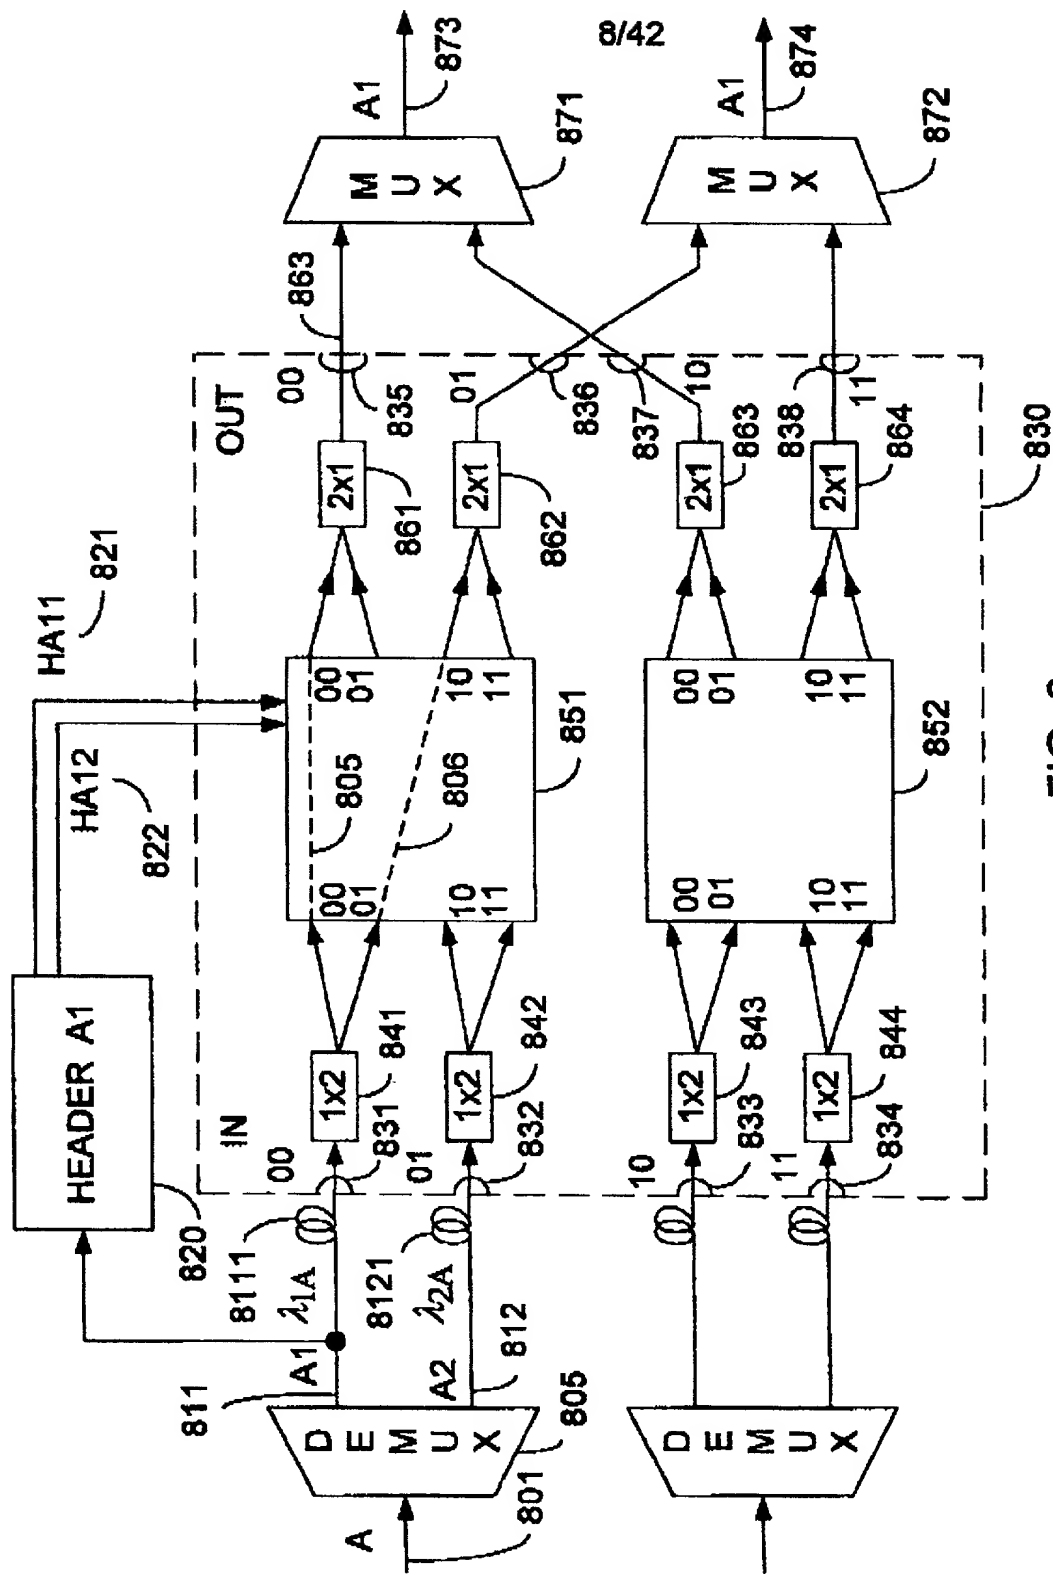 8/42
HEADER A1
820
HA11
821
HA12
822
IN
OUT
A
801
D
E
M
U
X
805
811
A1
λ1A
8111
A2
812
λ2A
8121
00
831
01
832
10
833
11
834
1x2
841
1x2
842
1x2
843
1x2
844
00
01
10
11
805
806
00
01
10
11
851
00
01
10
11
00
01
10
11
852
2x1
861
2x1
862
2x1
863
2x1
864
00
835
863
01
836
10
837
11
838
830
M
U
X
871
A1
873
M
U
X
872
A1
874
D
E
M
U
X